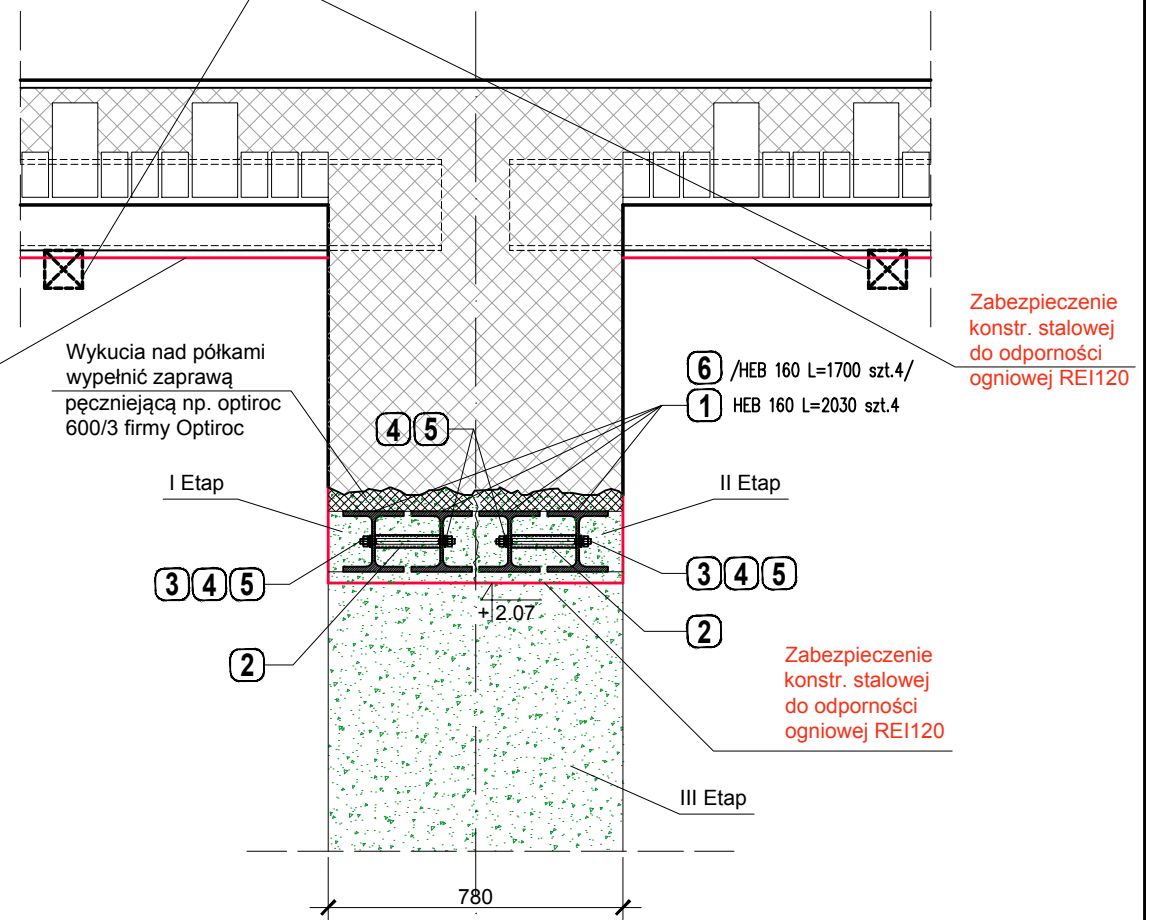 Zabezpieczenie
konstr. stalowej
do odporności
ogniowej REI120
Wykucia nad półkami
wypełnić zaprawą
pęczniejącą np. optiroc
600/3 firmy Optiroc
6 /HEB 160 L=1700 szt.4/
1 HEB 160 L=2030 szt.4
4 5
I Etap
II Etap
3 4 5
3 4 5
+2.07
2
2
Zabezpieczenie
konstr. stalowej
do odporności
ogniowej REI120
III Etap
780